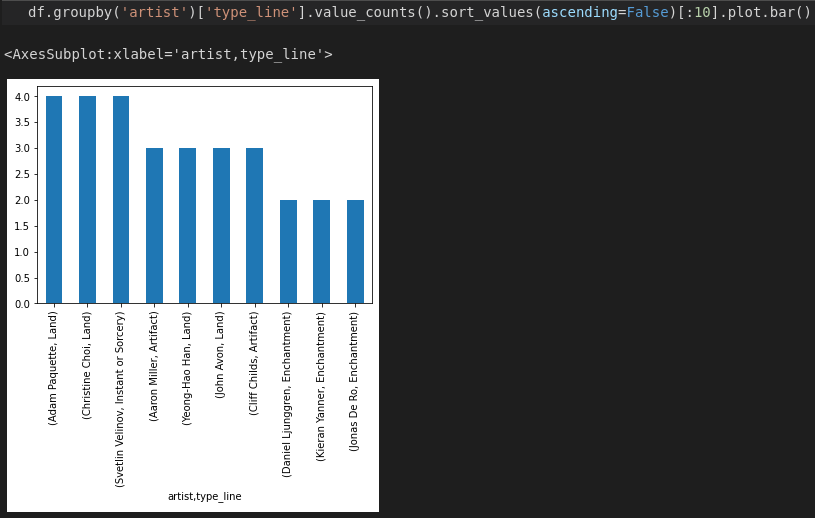 df.groupby('artist')['type_line'].value_counts().sort_values(ascending=False)[:10].plot.bar()
<AxesSubplot:xlabel='artist,type_line'>
4.0
3.5
3.0
2.5
2.0
1.5
1.0
0.5
0.0
(Adam Paquette, Land)
(Christine Choi, Land)
(Svetlin Velinov, Instant or Sorcery)
(Aaron Miller, Artifact)
(Yeong-Hao Han, Land)
(John Avon, Land)
(Cliff Childs, Artifact)
(Daniel Ljunggren, Enchantment)
(Kieran Yanner, Enchantment)
(Jonas De Ro, Enchantment)
artist,type_line